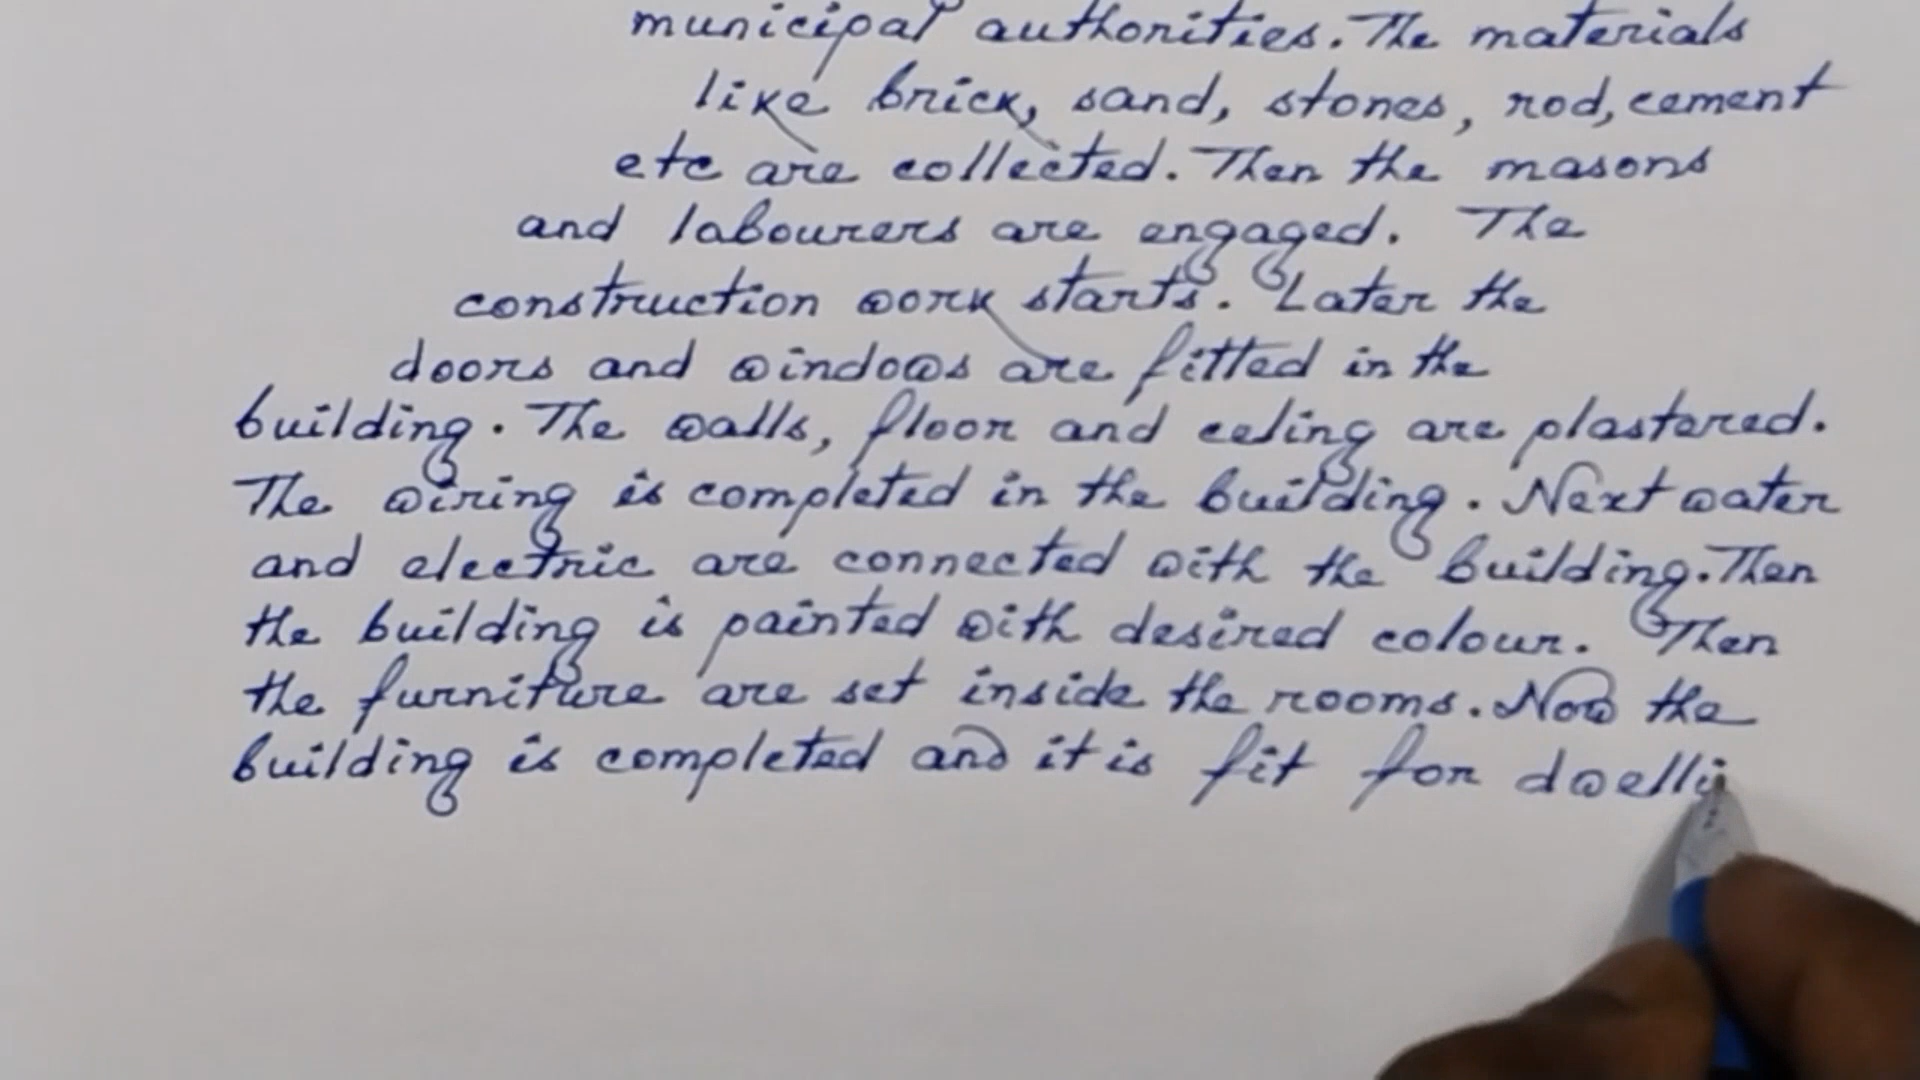 municipal authorities. The materials
like brick, sand, stones, rod, cement
etc are collected. Then the masons
and labourers are engaged. The
construction work starts. Later the
doors and windows are fitted in the
building. The walls, floor and celing are plastered.
The wiring is completed in the building. Next water
and electric are connected with the building. Then
the building is painted with desired colour. Then
the furniture are set inside the rooms. Now the
building is completed and it is fit for dwelli